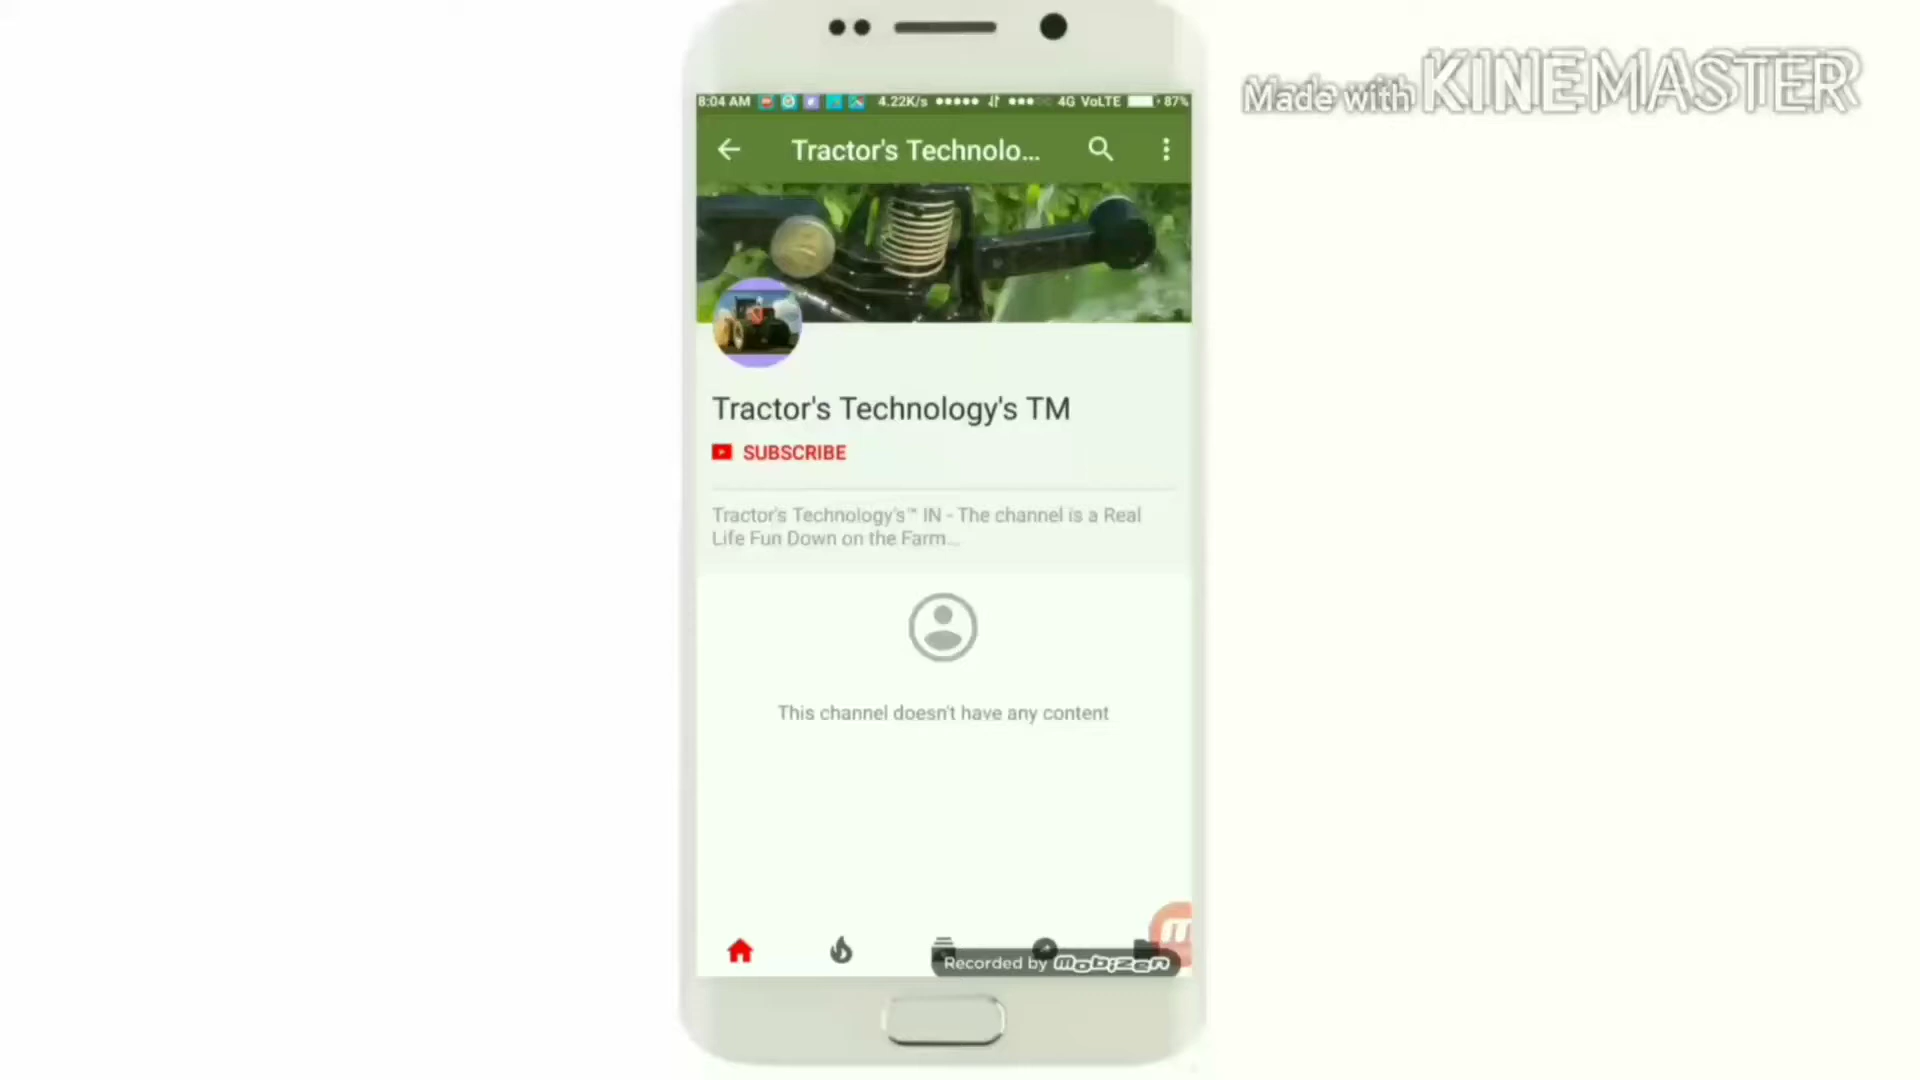 Made with KINEMASTER
8:04 AM 4.22K/s 4G VoLTE 87%
Tractor's Technolo...
Tractor's Technology's TM
SUBSCRIBE
Tractor's Technology's™ IN - The channel is a Real
Life Fun Down on the Farm...
This channel doesn't have any content
Recorded by mobizen